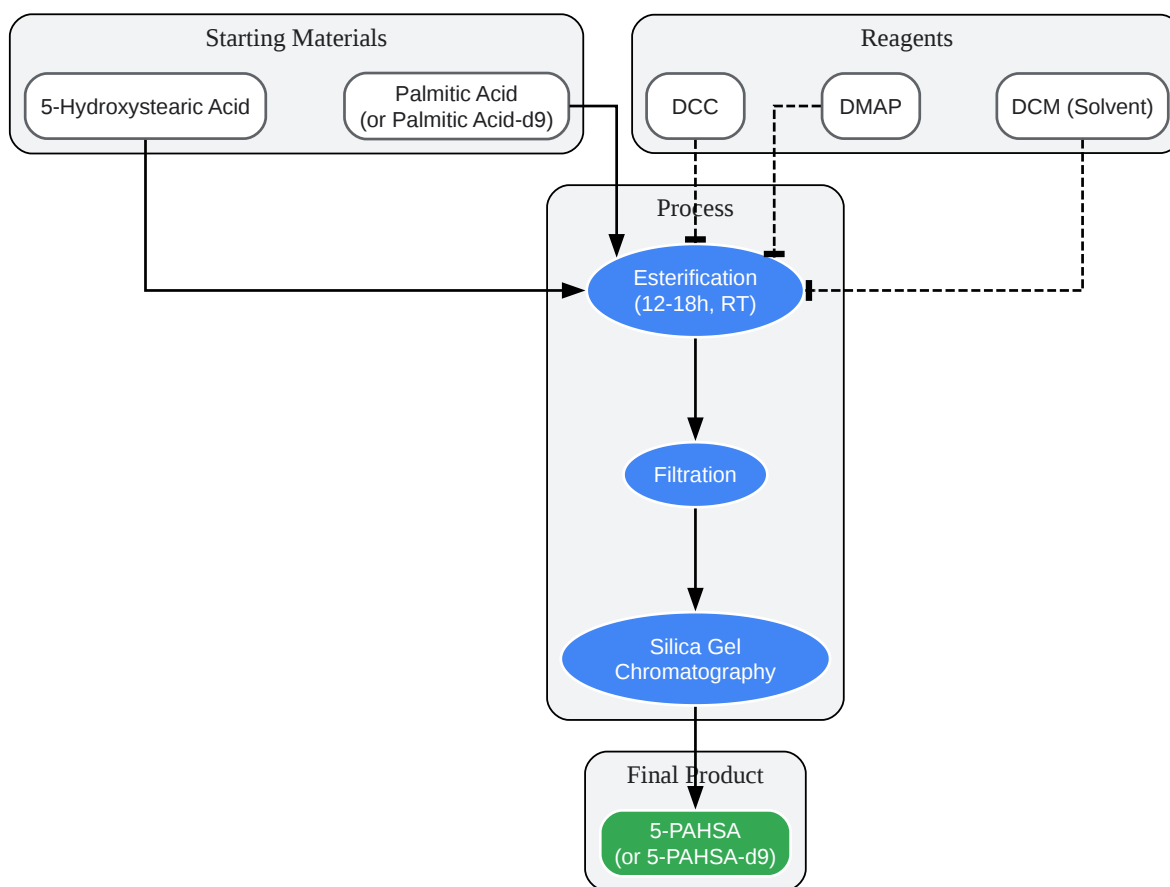 Starting Materials
Reagents
5-Hydroxystearic Acid
Palmitic Acid
(or Palmitic Acid-d9)
DCC
DMAP
DCM (Solvent)
Process
Esterification
(12-18h, RT)
Filtration
Silica Gel
Chromatography
Final Product
5-PAHSA
(or 5-PAHSA-d9)